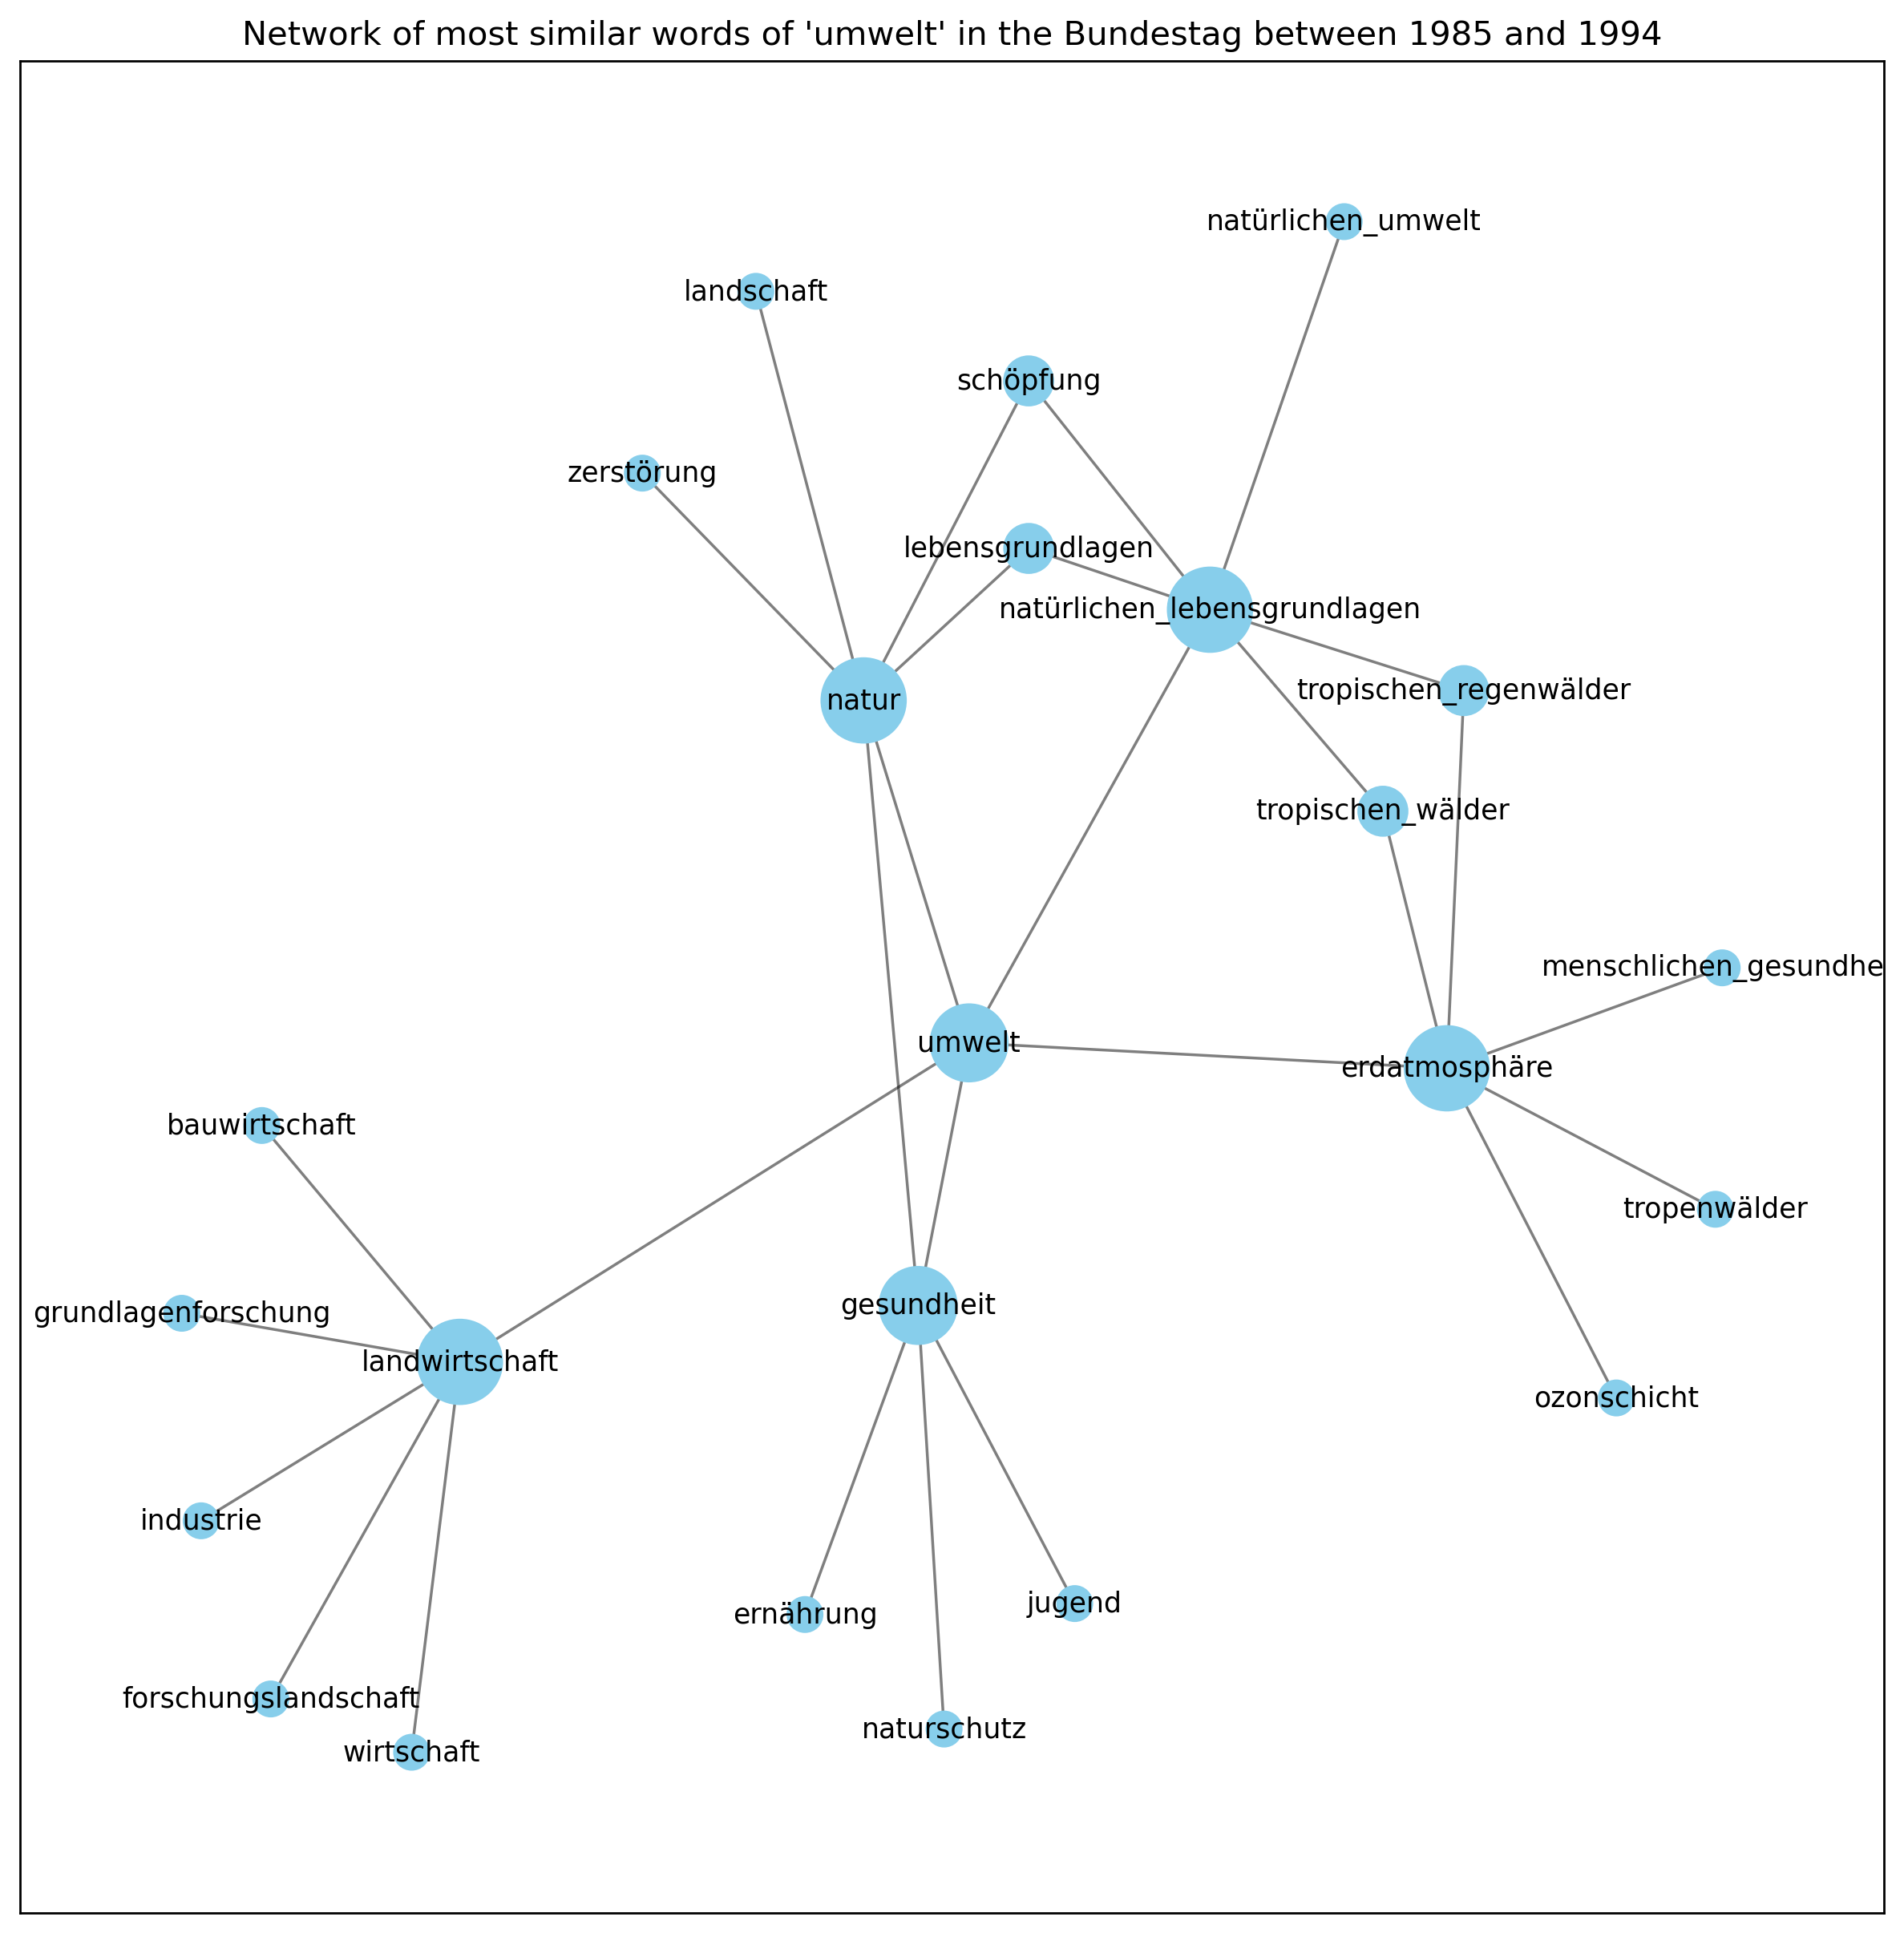 Network of most similar words of 'umwelt' in the Bundestag between 1985 and 1994
natürlichen_umwelt
landschaft
schöpfung
zerstörung
lebensgrundlagen
natürlichen_lebensgrundlagen
tropischen_regenwälder
natur
tropischen_wälder
menschlichen_gesundhe
umwelt
erdatmosphäre
bauwirtschaft
tropenwälder
gesundheit
grundlagenforschung
landwirtschaft
ozonschicht
industrie
jugend
ernährung
forschungslandschaft
naturschutz
wirtschaft